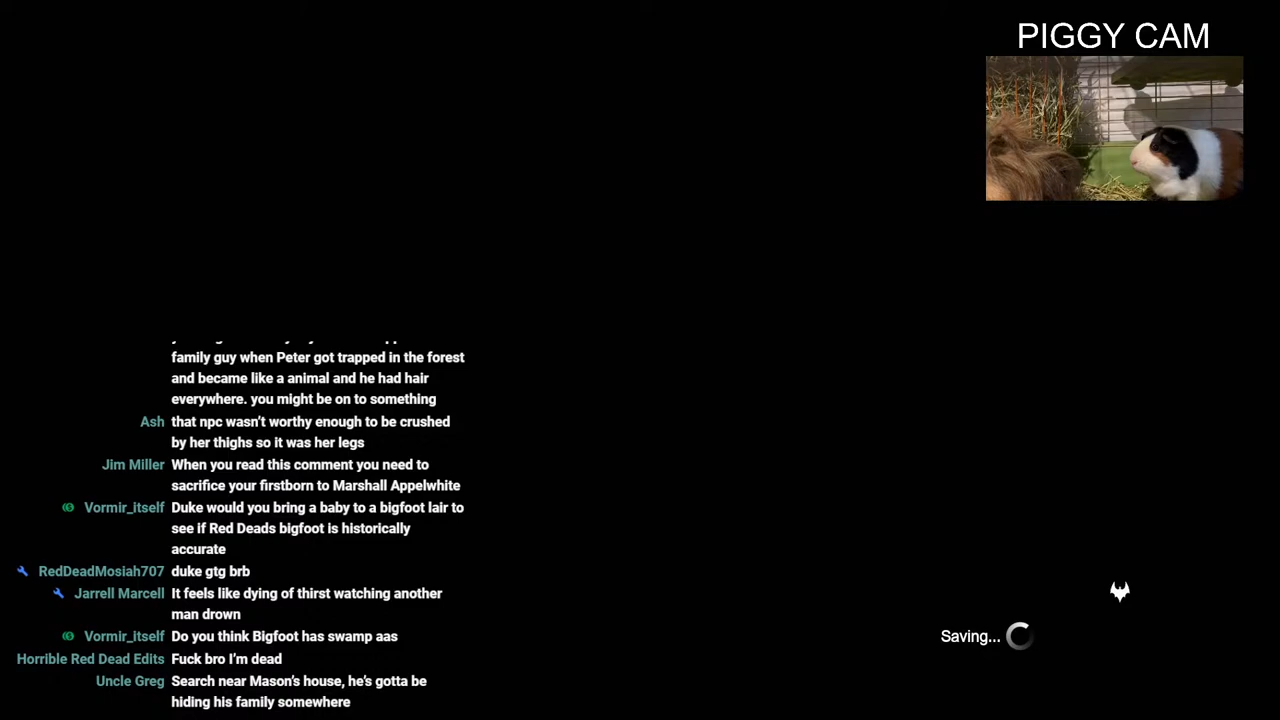 PIGGY CAM
family guy when Peter got trapped in the forest
and became like a animal and he had hair
everywhere. you might be on to something
Ash that npc wasn’t worthy enough to be crushed
by her thighs so it was her legs
Jim Miller When you read this comment you need to
sacrifice your firstborn to Marshall Appelwhite
Vormir_itself Duke would you bring a baby to a bigfoot lair to
see if Red Deads bigfoot is historically
accurate
RedDeadMosiah707 duke gtg brb
Jarrell Marcell It feels like dying of thirst watching another
man drown
Vormir_itself Do you think Bigfoot has swamp aas
Horrible Red Dead Edits Fuck bro I’m dead
Uncle Greg Search near Mason’s house, he’s gotta be
hiding his family somewhere
Saving...